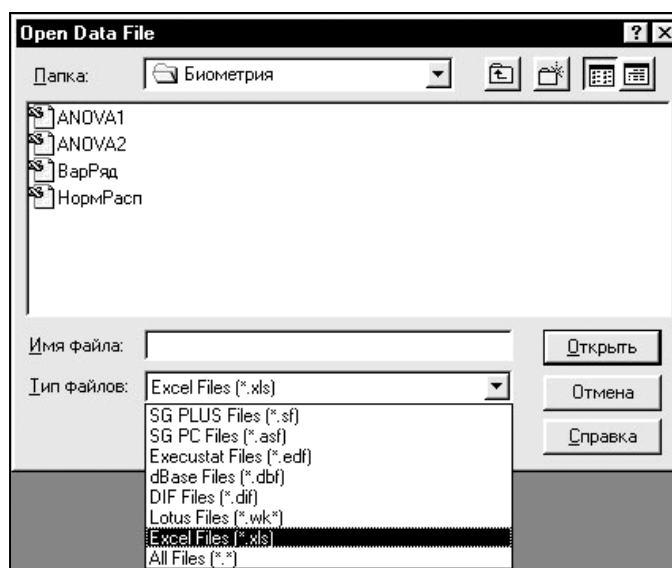 Open Data File
Папка: Биометрия
ANOVA1
ANOVA2
ВарРяд
НормРасп
Имя файла:
Открыть
Тип файлов: Excel Files (*.xls)
Отмена
SG PLUS Files (*.sf)
SG PC Files (*.asf)
Execustat Files (*.edf)
dBase Files (*.dbf)
DIF Files (*.dif)
Lotus Files (*.wk*)
Excel Files (*.xls)
All Files (*.*)
Справка